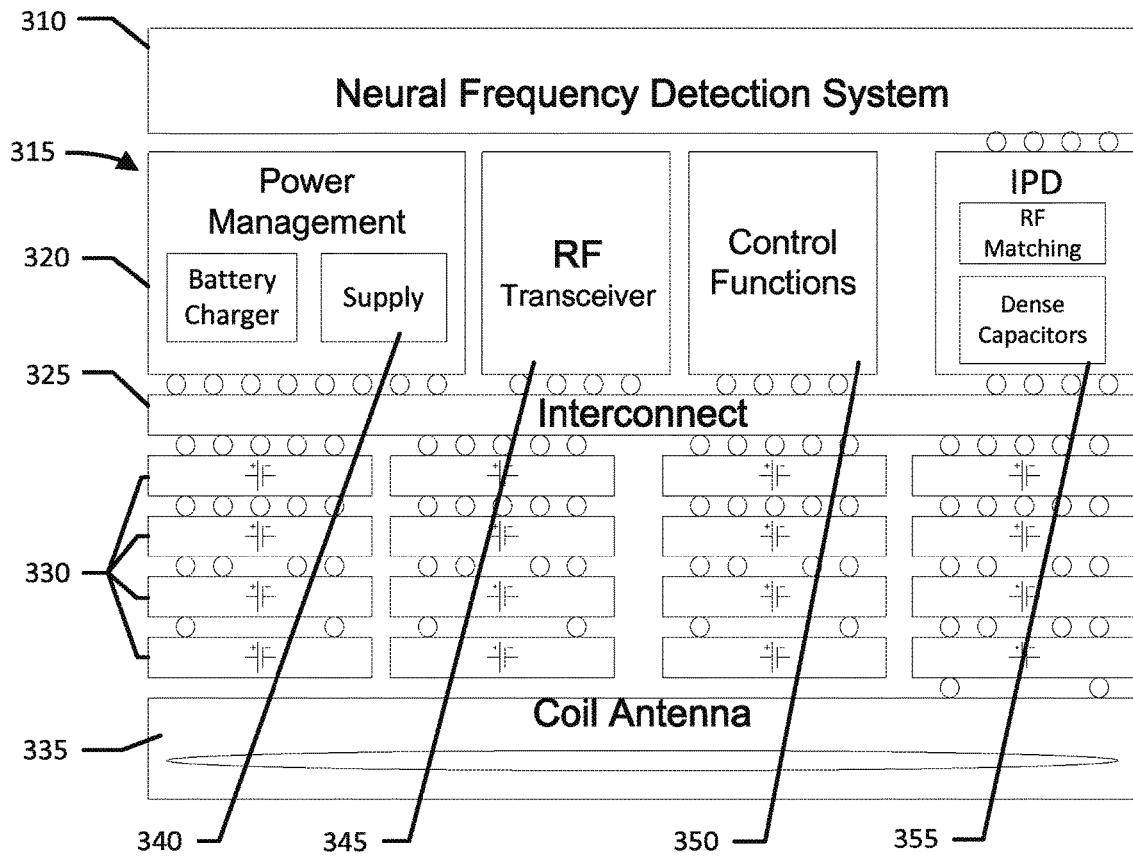 310
Neural Frequency Detection System
315
Power
Management
IPD
RF
Matching
320
Battery
Charger
Supply
RF
Transceiver
Control
Functions
Dense
Capacitors
325
Interconnect
330
Coil Antenna
335
340
345
350
355